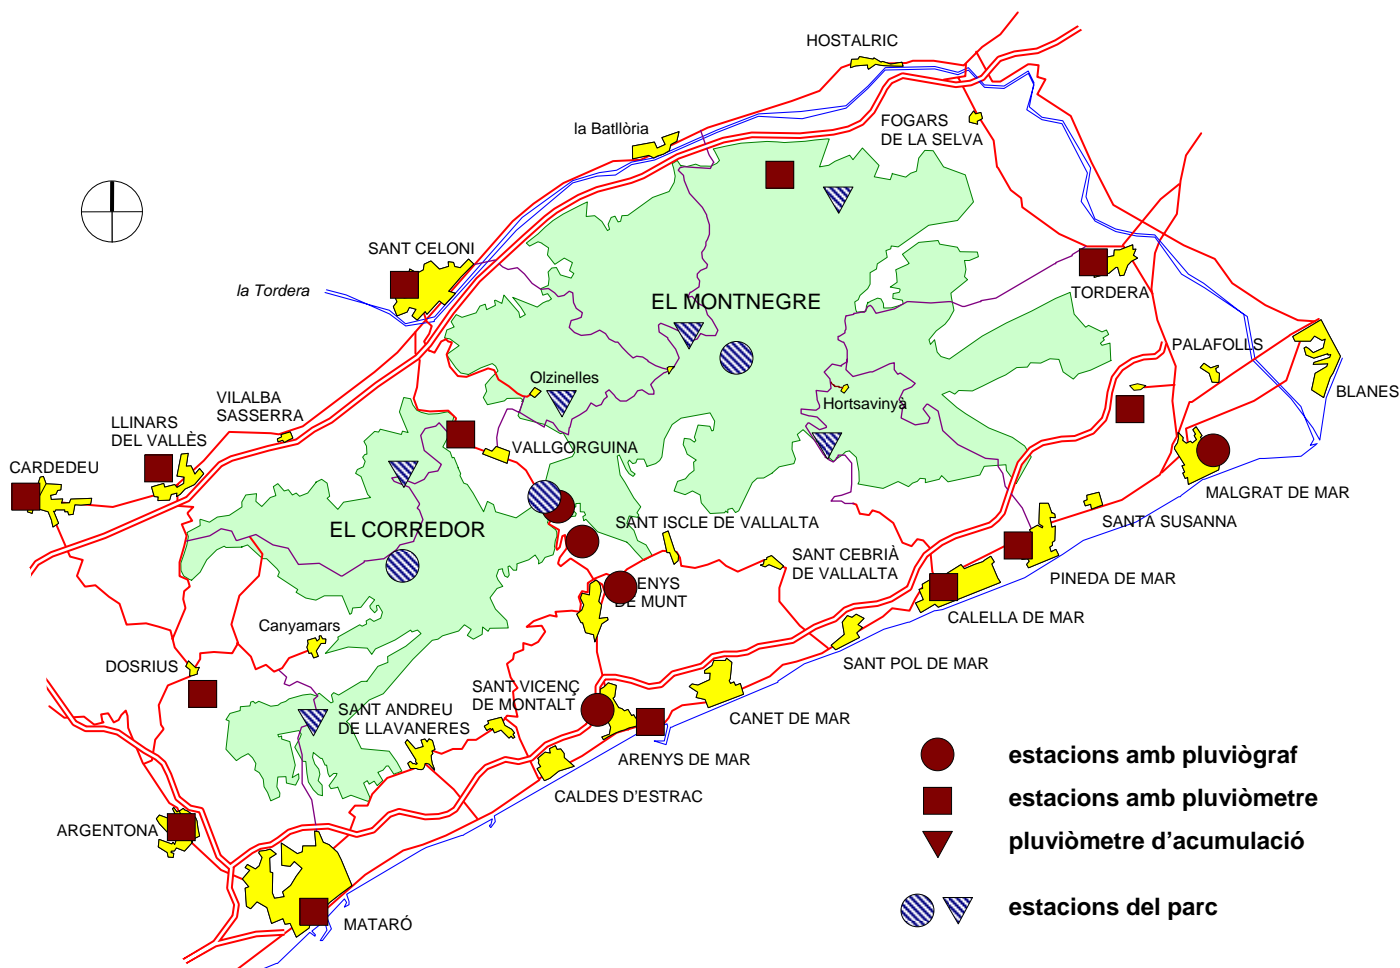 HOSTALRIC
la Batllòria
FOGARS
DE LA SELVA
SANT CELONI
la Tordera
EL MONTNEGRE
TORDERA
PALAFOLLS
BLANES
Olzinelles
Hortsavinyà
VILALBA
SASSERRA
LLINARS
DEL VALLÈS
CARDEDEU
VALLGORGUINA
MALGRAT DE MAR
SANTA SUSANNA
EL CORREDOR
SANT ISCLE DE VALLALTA
SANT CEBRIÀ
DE VALLALTA
PINEDA DE MAR
ARENYS
DE MUNT
CALELLA DE MAR
Canyamars
DOSRIUS
SANT POL DE MAR
SANT VICENÇ
DE MONTALT
SANT ANDREU
DE LLAVANERES
CANET DE MAR
ARENYS DE MAR
CALDES D'ESTRAC
ARGENTONA
MATARÓ
estacions amb pluviògraf
estacions amb pluviòmetre
pluviòmetre d'acumulació
estacions del parc